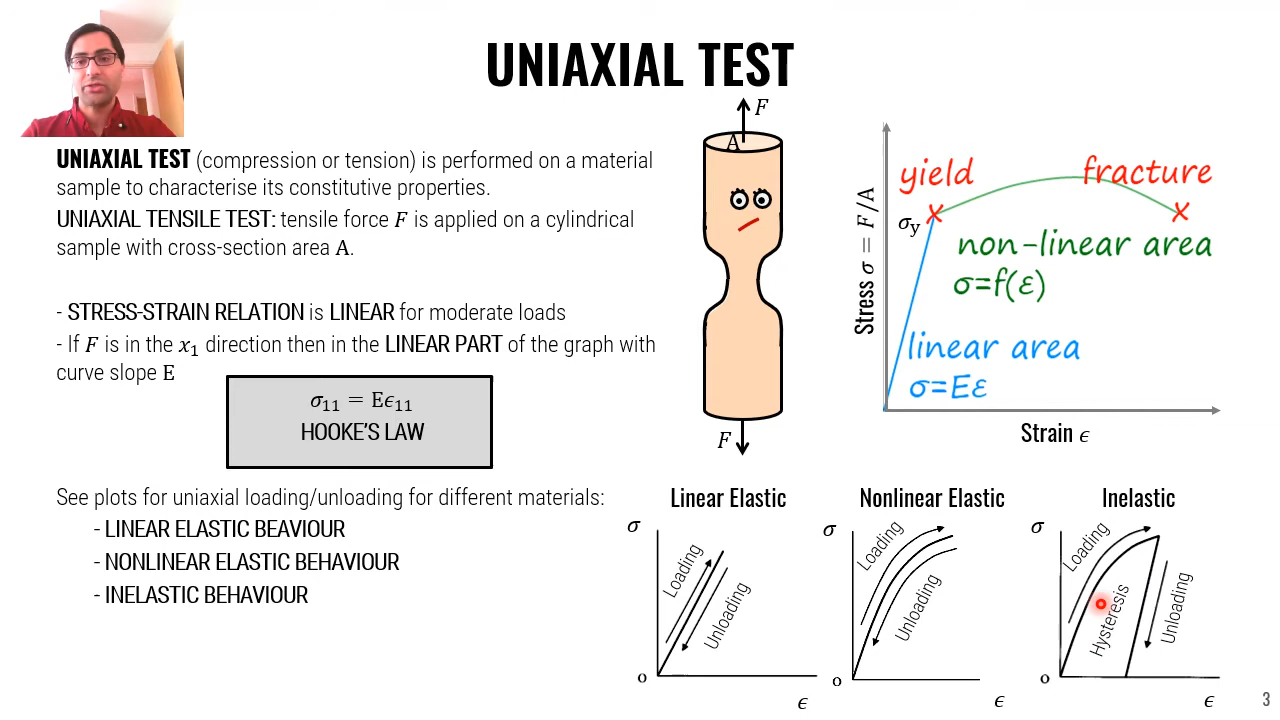 UNIAXIAL TEST
UNIAXIAL TEST (compression or tension) is performed on a material
sample to characterise its constitutive properties.
UNIAXIAL TENSILE TEST: tensile force F is applied on a cylindrical
sample with cross-section area A.
- STRESS-STRAIN RELATION is LINEAR for moderate loads
- If F is in the x₁ direction then in the LINEAR PART of the graph with
curve slope E
σ₁₁ = Eϵ₁₁
HOOKE'S LAW
F
A
F
Stress σ = F/A
yield
fracture
σy
non-linear area
σ=f(ε)
linear area
σ=Eε
Strain ϵ
See plots for uniaxial loading/unloading for different materials:
- LINEAR ELASTIC BEAVIOUR
- NONLINEAR ELASTIC BEHAVIOUR
- INELASTIC BEHAVIOUR
Linear Elastic
σ
Loading
Unloading
o
ϵ
Nonlinear Elastic
σ
Loading
Unloading
o
ϵ
Inelastic
σ
Loading
Hysteresis
Unloading
o
ϵ
3